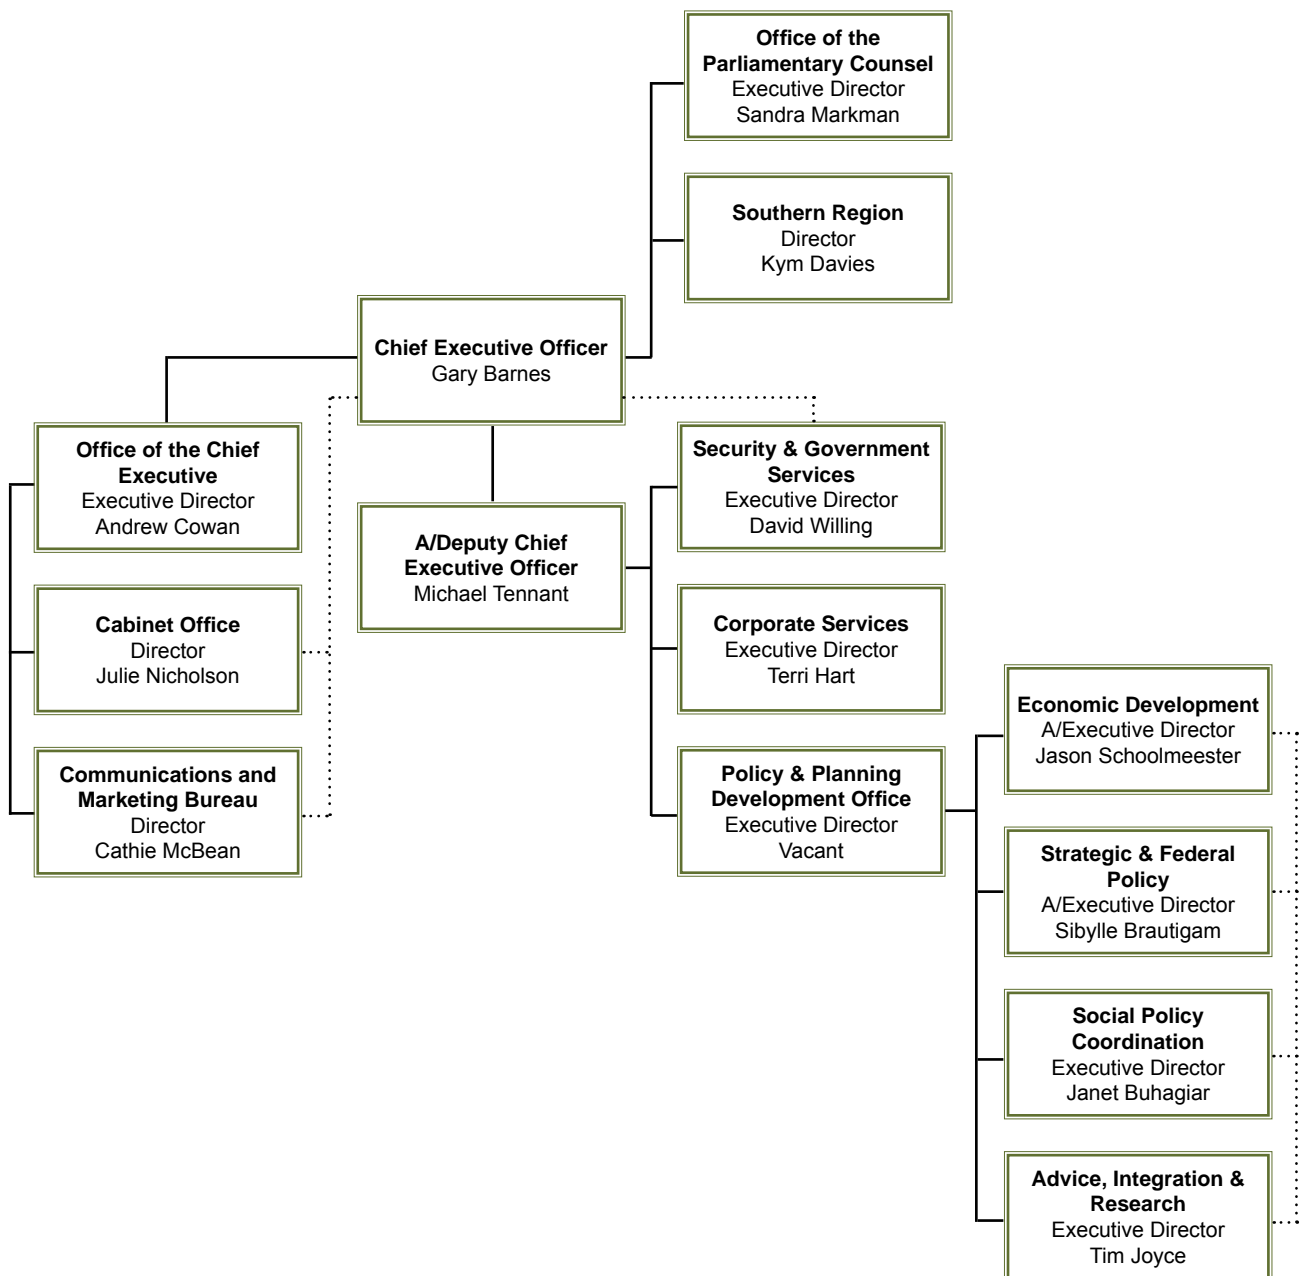 Office of the
Parliamentary Counsel
Executive Director
Sandra Markman
Southern Region
Director
Kym Davies
Chief Executive Officer
Gary Barnes
Office of the Chief
Executive
Executive Director
Andrew Cowan
A/Deputy Chief
Executive Officer
Michael Tennant
Security & Government
Services
Executive Director
David Willing
Cabinet Office
Director
Julie Nicholson
Corporate Services
Executive Director
Terri Hart
Communications and
Marketing Bureau
Director
Cathie McBean
Policy & Planning
Development Office
Executive Director
Vacant
Economic Development
A/Executive Director
Jason Schoolmeester
Strategic & Federal
Policy
A/Executive Director
Sibylle Brautigam
Social Policy
Coordination
Executive Director
Janet Buhagiar
Advice, Integration &
Research
Executive Director
Tim Joyce